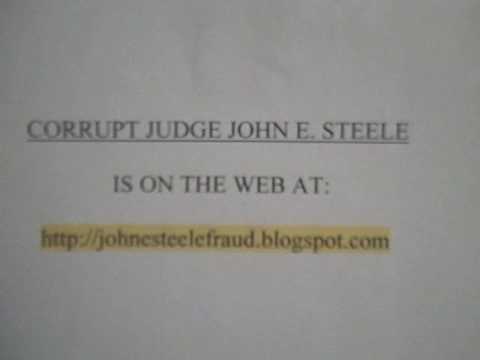 CORRUPT JUDGE JOHN E. STEELE
IS ON THE WEB AT:
http://johnesteelefraud.blogspot.com